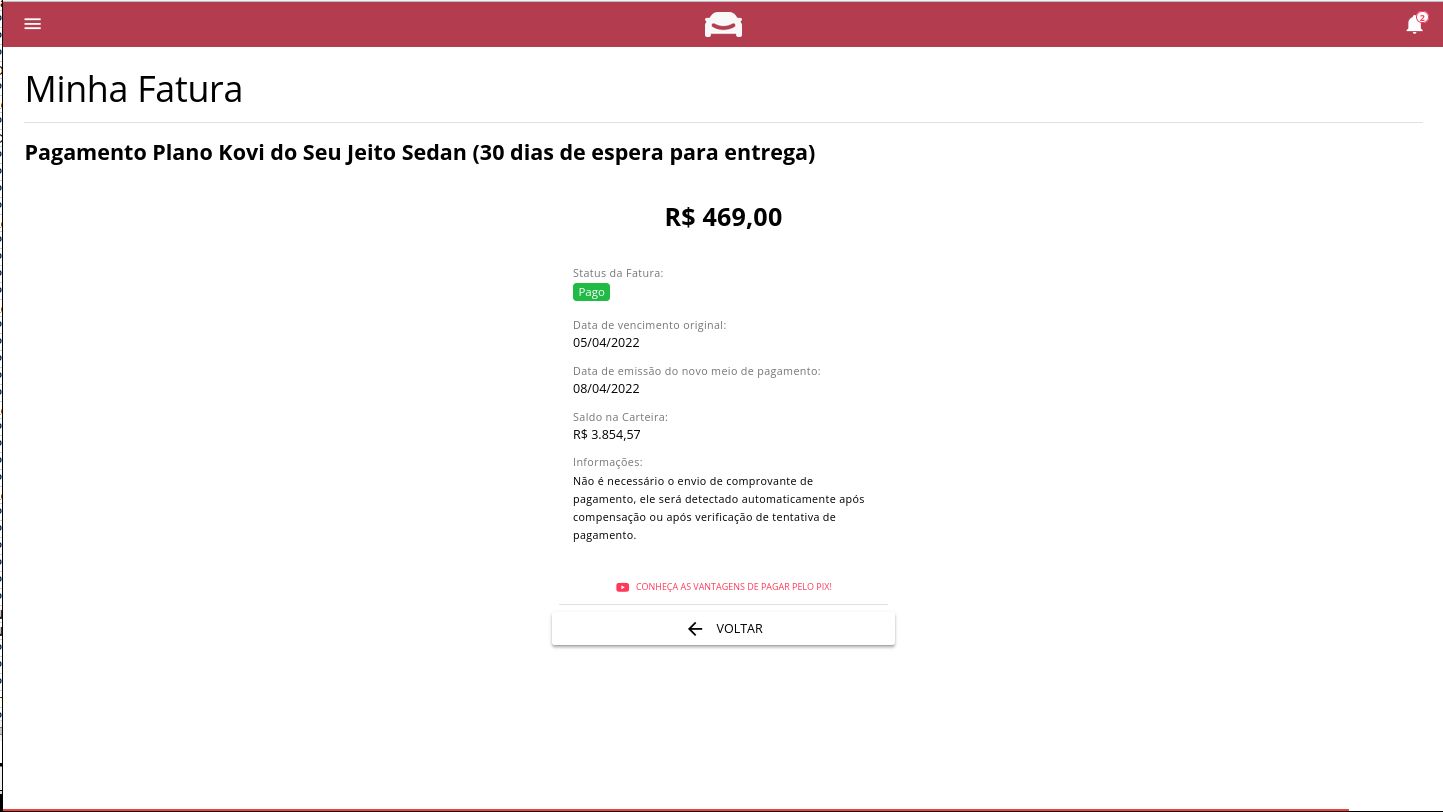 2
Minha Fatura
Pagamento Plano Kovi do Seu Jeito Sedan (30 dias de espera para entrega)
R$ 469,00
Status da Fatura:
Pago
Data de vencimento original:
05/04/2022
Data de emissão do novo meio de pagamento:
08/04/2022
Saldo na Carteira:
R$ 3.854,57
Informações:
Não é necessário o envio de comprovante de
pagamento, ele será detectado automaticamente após
compensação ou após verificação de tentativa de
pagamento.
CONHEÇA AS VANTAGENS DE PAGAR PELO PIX!
VOLTAR